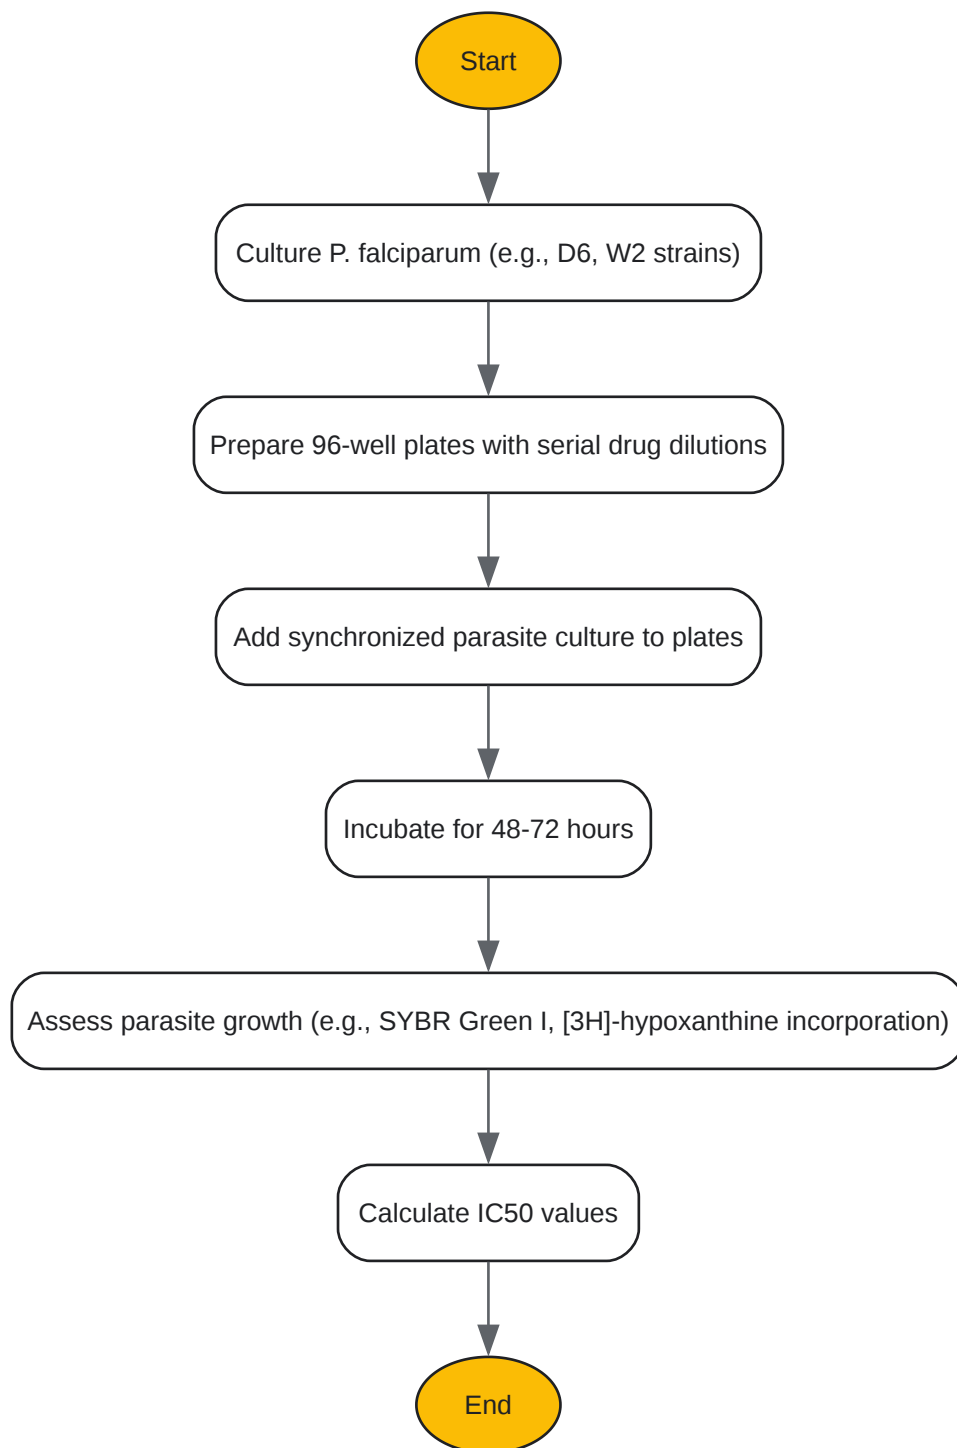 Start
Culture P. falciparum (e.g., D6, W2 strains)
Prepare 96-well plates with serial drug dilutions
Add synchronized parasite culture to plates
Incubate for 48-72 hours
Assess parasite growth (e.g., SYBR Green I, [3H]-hypoxanthine incorporation)
Calculate IC50 values
End